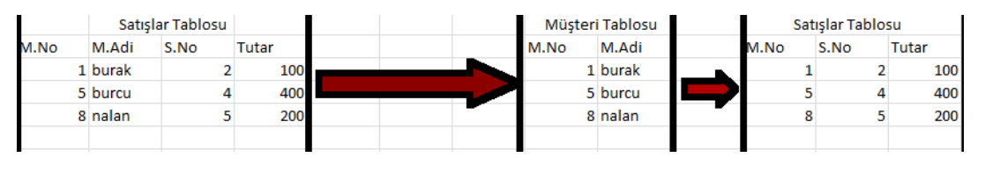 Satışlar Tablosu
M.No M.Adi S.No Tutar
1 burak 2 100
5 burcu 4 400
8 nalan 5 200
Müşteri Tablosu
M.No M.Adi
1 burak
5 burcu
8 nalan
Satışlar Tablosu
M.No S.No Tutar
1 2 100
5 4 400
8 5 200